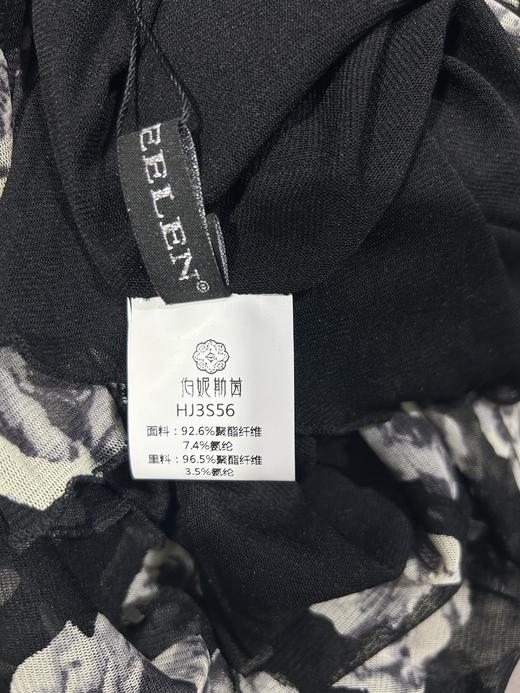 EELEN®
伯妮斯茵
HJ3S56
面料：92.6%聚酯纤维
7.4%氨纶
里料：96.5%聚酯纤维
3.5%氨纶